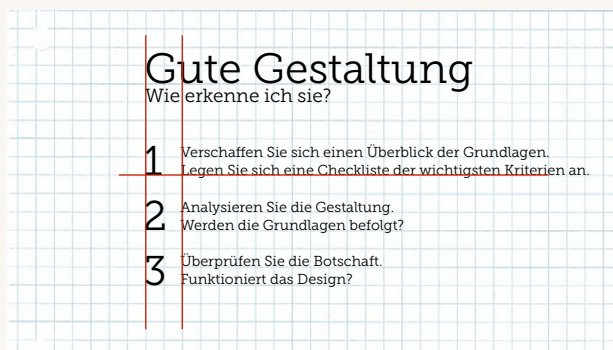 Gute Gestaltung
Wie erkenne ich sie?
1 Verschaffen Sie sich einen Überblick der Grundlagen.
Legen Sie sich eine Checkliste der wichtigsten Kriterien an.
2 Analysieren Sie die Gestaltung.
Werden die Grundlagen befolgt?
3 Überprüfen Sie die Botschaft.
Funktioniert das Design?